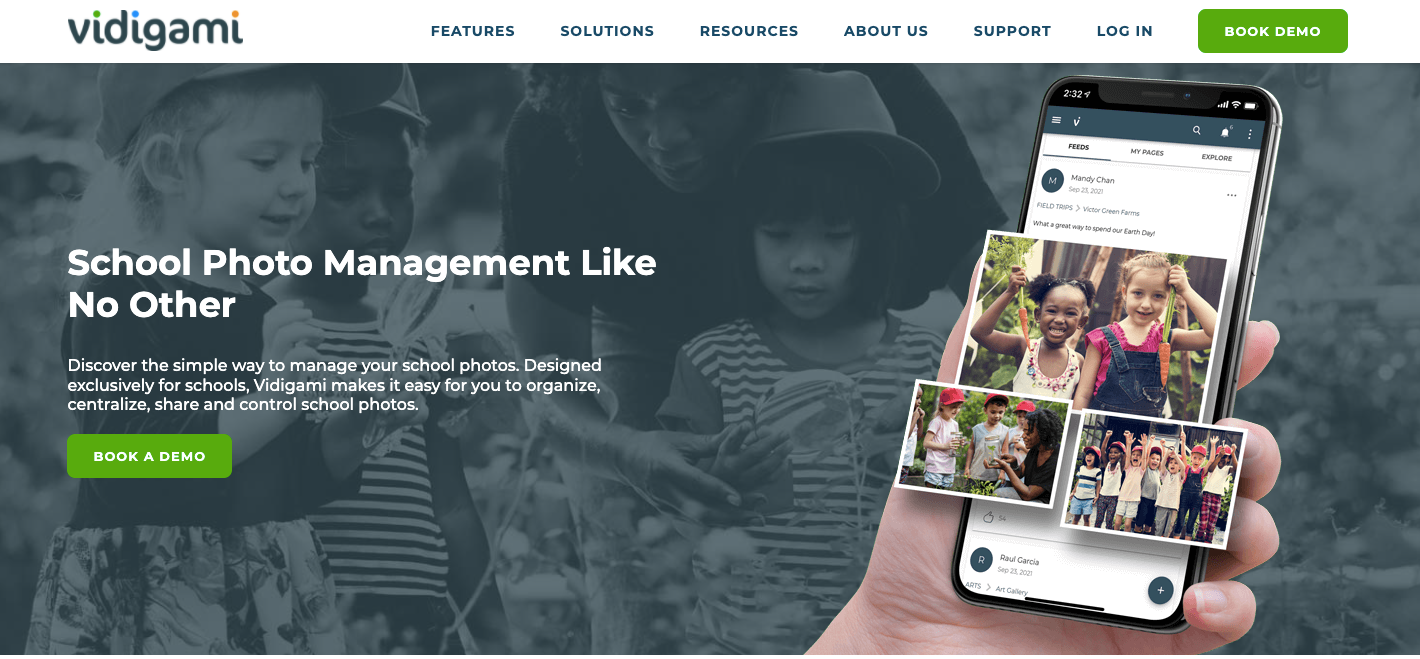 vidigami
FEATURES
SOLUTIONS
RESOURCES
ABOUT US
SUPPORT
LOG IN
BOOK DEMO
School Photo Management Like
No Other
Discover the simple way to manage your school photos. Designed
exclusively for schools, Vidigami makes it easy for you to organize,
centralize, share and control school photos.
BOOK A DEMO
2:32
FEEDS
MY PAGES
EXPLORE
M
Mandy Chan
Sep 23, 2021
FIELD TRIPS > Victor Green Farms
What a great way to spend our Earth Day!
54
R
Raul Garcia
Sep 23, 2021
ARTS > Art Gallery